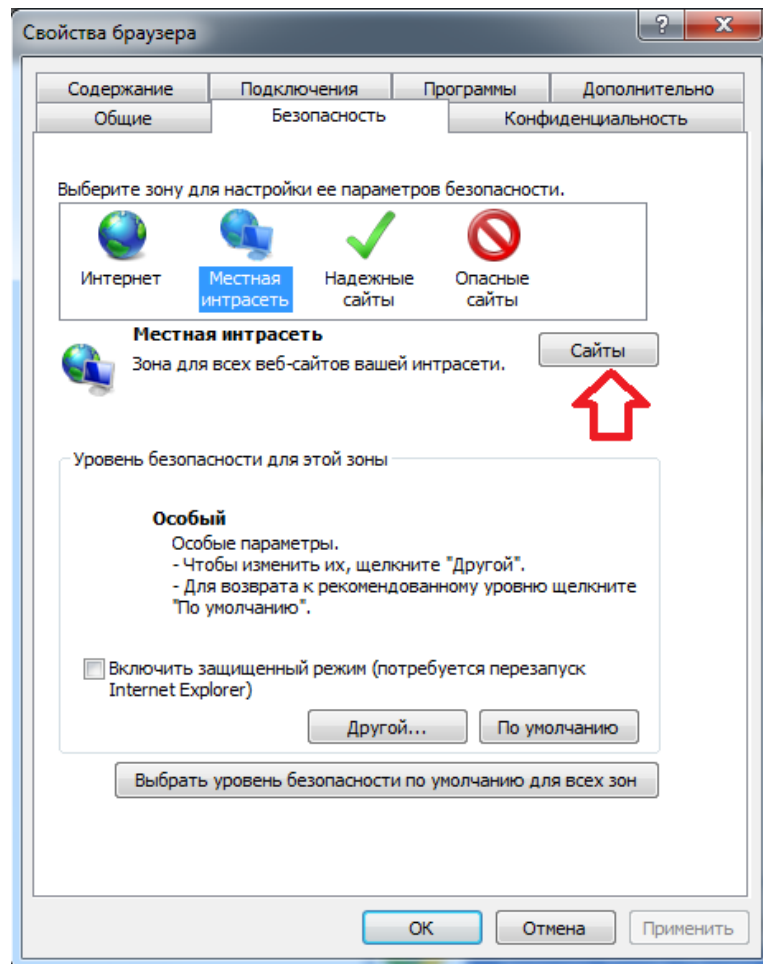 Свойства браузера
Содержание Подключения Программы Дополнительно
Общие Безопасность Конфиденциальность
Выберите зону для настройки ее параметров безопасности.
Интернет Местная интрасеть Надежные сайты Опасные сайты
Местная интрасеть
Зона для всех веб-сайтов вашей интрасети.
Сайты
Уровень безопасности для этой зоны
Особый
Особые параметры.
- Чтобы изменить их, щелкните "Другой".
- Для возврата к рекомендованному уровню щелкните
"По умолчанию".
Включить защищенный режим (потребуется перезапуск
Internet Explorer)
Другой... По умолчанию
Выбрать уровень безопасности по умолчанию для всех зон
ОК Отмена Применить